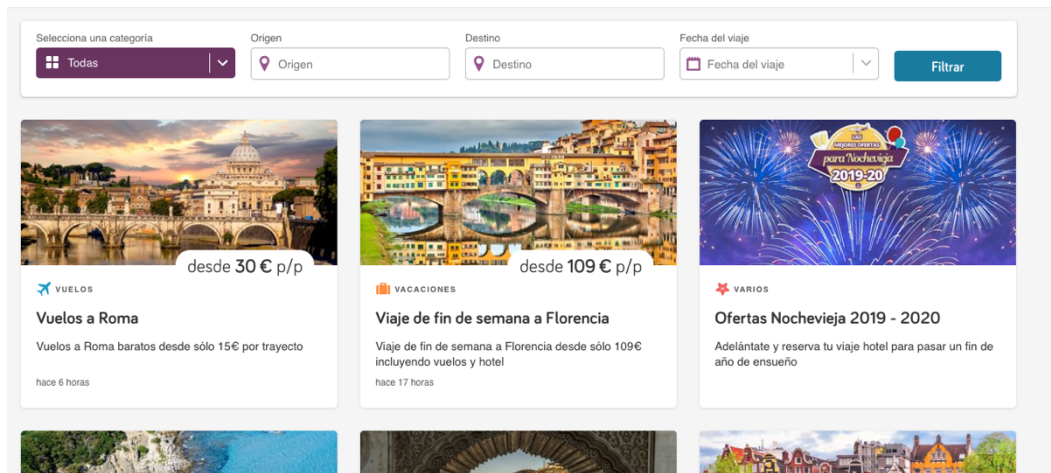 Selecciona una categoría
Todas
Origen
Origen
Destino
Destino
Fecha del viaje
Fecha del viaje
Filtrar
desde 30 € p/p
VUELOS
Vuelos a Roma
Vuelos a Roma baratos desde sólo 15€ por trayecto
hace 6 horas
desde 109 € p/p
VACACIONES
Viaje de fin de semana a Florencia
Viaje de fin de semana a Florencia desde sólo 109€
incluyendo vuelos y hotel
hace 17 horas
LAS
MEJORES OFERTAS
para Nochevieja
2019-20
VARIOS
Ofertas Nochevieja 2019 - 2020
Adelántate y reserva tu viaje hotel para pasar un fin de
año de ensueño